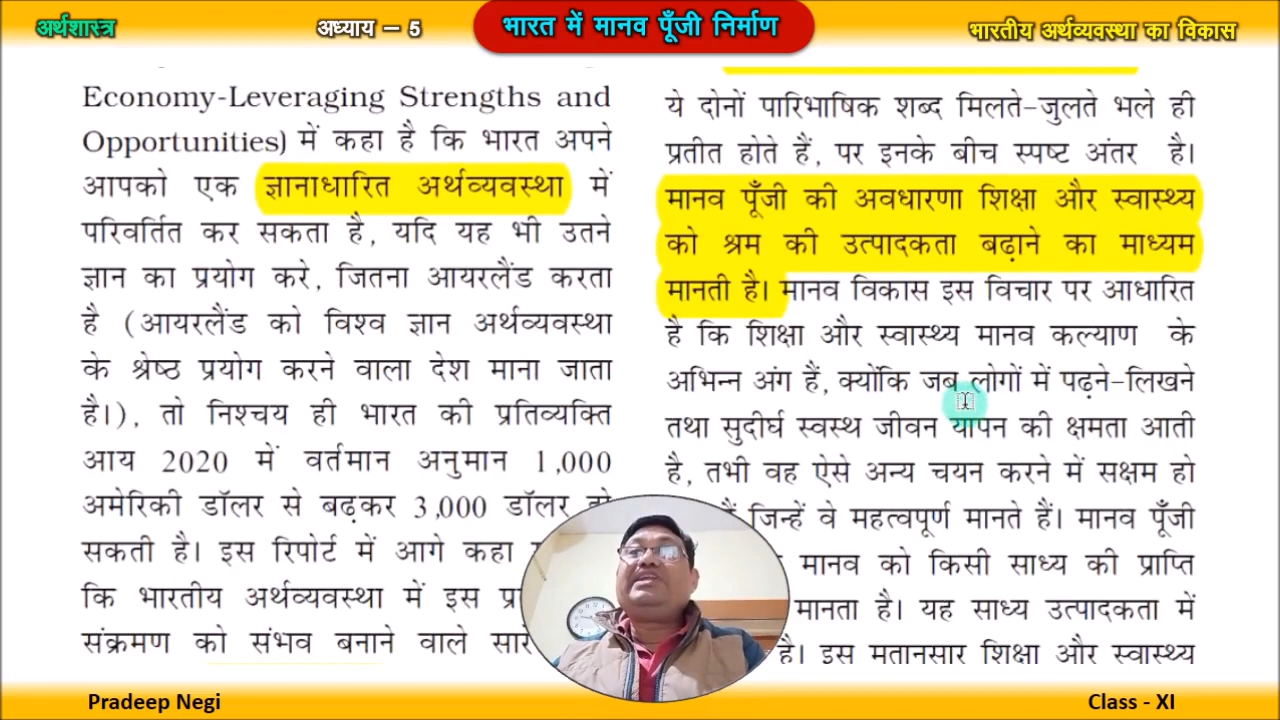 अर्थशास्त्र
अध्याय – 5
भारत में मानव पूँजी निर्माण
भारतीय अर्थव्यवस्था का विकास
Economy-Leveraging Strengths and
Opportunities) में कहा है कि भारत अपने
आपको एक ज्ञानाधारित अर्थव्यवस्था में
परिवर्तित कर सकता है, यदि यह भी उतने
ज्ञान का प्रयोग करे, जितना आयरलैंड करता
है (आयरलैंड को विश्व ज्ञान अर्थव्यवस्था
के श्रेष्ठ प्रयोग करने वाला देश माना जाता
है।), तो निश्चय ही भारत की प्रतिव्यक्ति
आय 2020 में वर्तमान अनुमान 1,000
अमेरिकी डॉलर से बढ़कर 3,000 डॉलर
सकती है। इस रिपोर्ट में आगे कहा
कि भारतीय अर्थव्यवस्था में इस
संक्रमण को संभव बनाने वाले सारे
ये दोनों पारिभाषिक शब्द मिलते-जुलते भले ही
प्रतीत होते हैं, पर इनके बीच स्पष्ट अंतर है।
मानव पूँजी की अवधारणा शिक्षा और स्वास्थ्य
को श्रम की उत्पादकता बढ़ाने का माध्यम
मानती है। मानव विकास इस विचार पर आधारित
है कि शिक्षा और स्वास्थ्य मानव कल्याण के
अभिन्न अंग हैं, क्योंकि जब लोगों में पढ़ने-लिखने
तथा सुदीर्घ स्वस्थ जीवन यापन की क्षमता आती
है, तभी वह ऐसे अन्य चयन करने में सक्षम हो
जिन्हें वे महत्वपूर्ण मानते हैं। मानव पूँजी
मानव को किसी साध्य की प्राप्ति
मानता है। यह साध्य उत्पादकता में
है। इस मतानुसार शिक्षा और स्वास्थ्य
Pradeep Negi
Class - XI